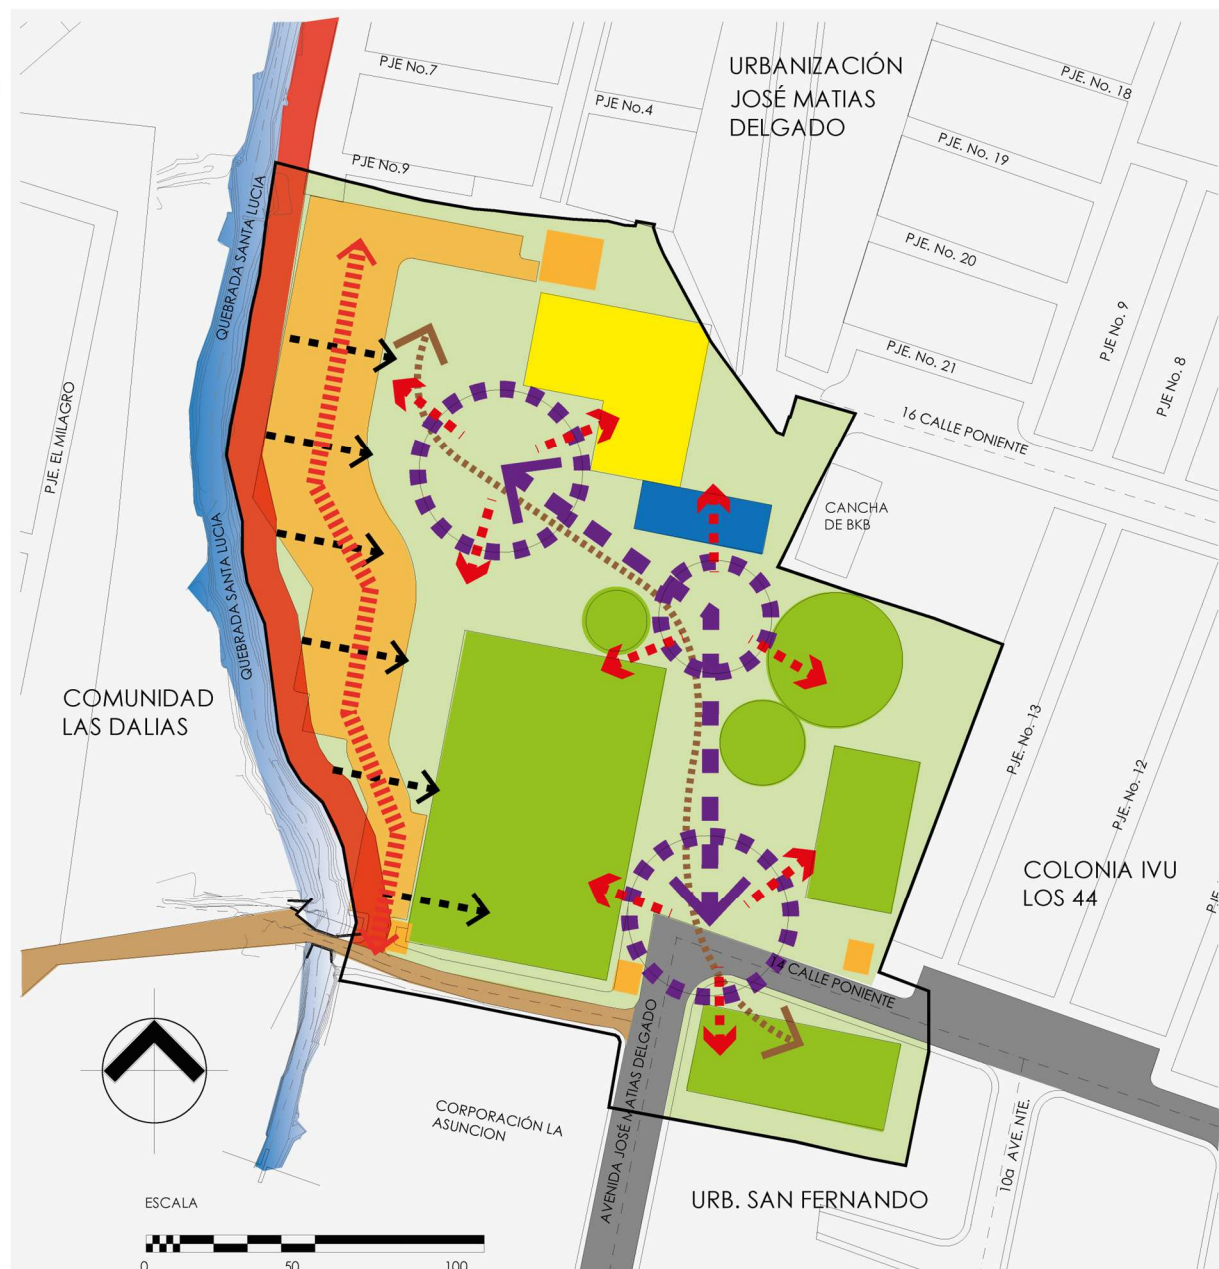 PJE No.7
URBANIZACIÓN
JOSÉ MATIAS
DELGADO
PJE. No. 18
PJE No.4
PJE. No. 19
PJE No.9
QUEBRADA SANTA LUCIA
PJE. No. 20
PJE. No. 9
PJE. No. 8
PJE. No. 21
PJE. EL MILAGRO
16 CALLE PONIENTE
CANCHA
DE BKB
QUEBRADA SANTA LUCIA
COMUNIDAD
LAS DALIAS
PJE. No. 13
PJE. No. 12
COLONIA IVU
LOS 44
14 CALLE PONIENTE
AVENIDA JOSÉ MATIAS DELGADO
CORPORACIÓN LA
ASUNCION
10a AVE. NTE.
URB. SAN FERNANDO
ESCALA
0 50 100